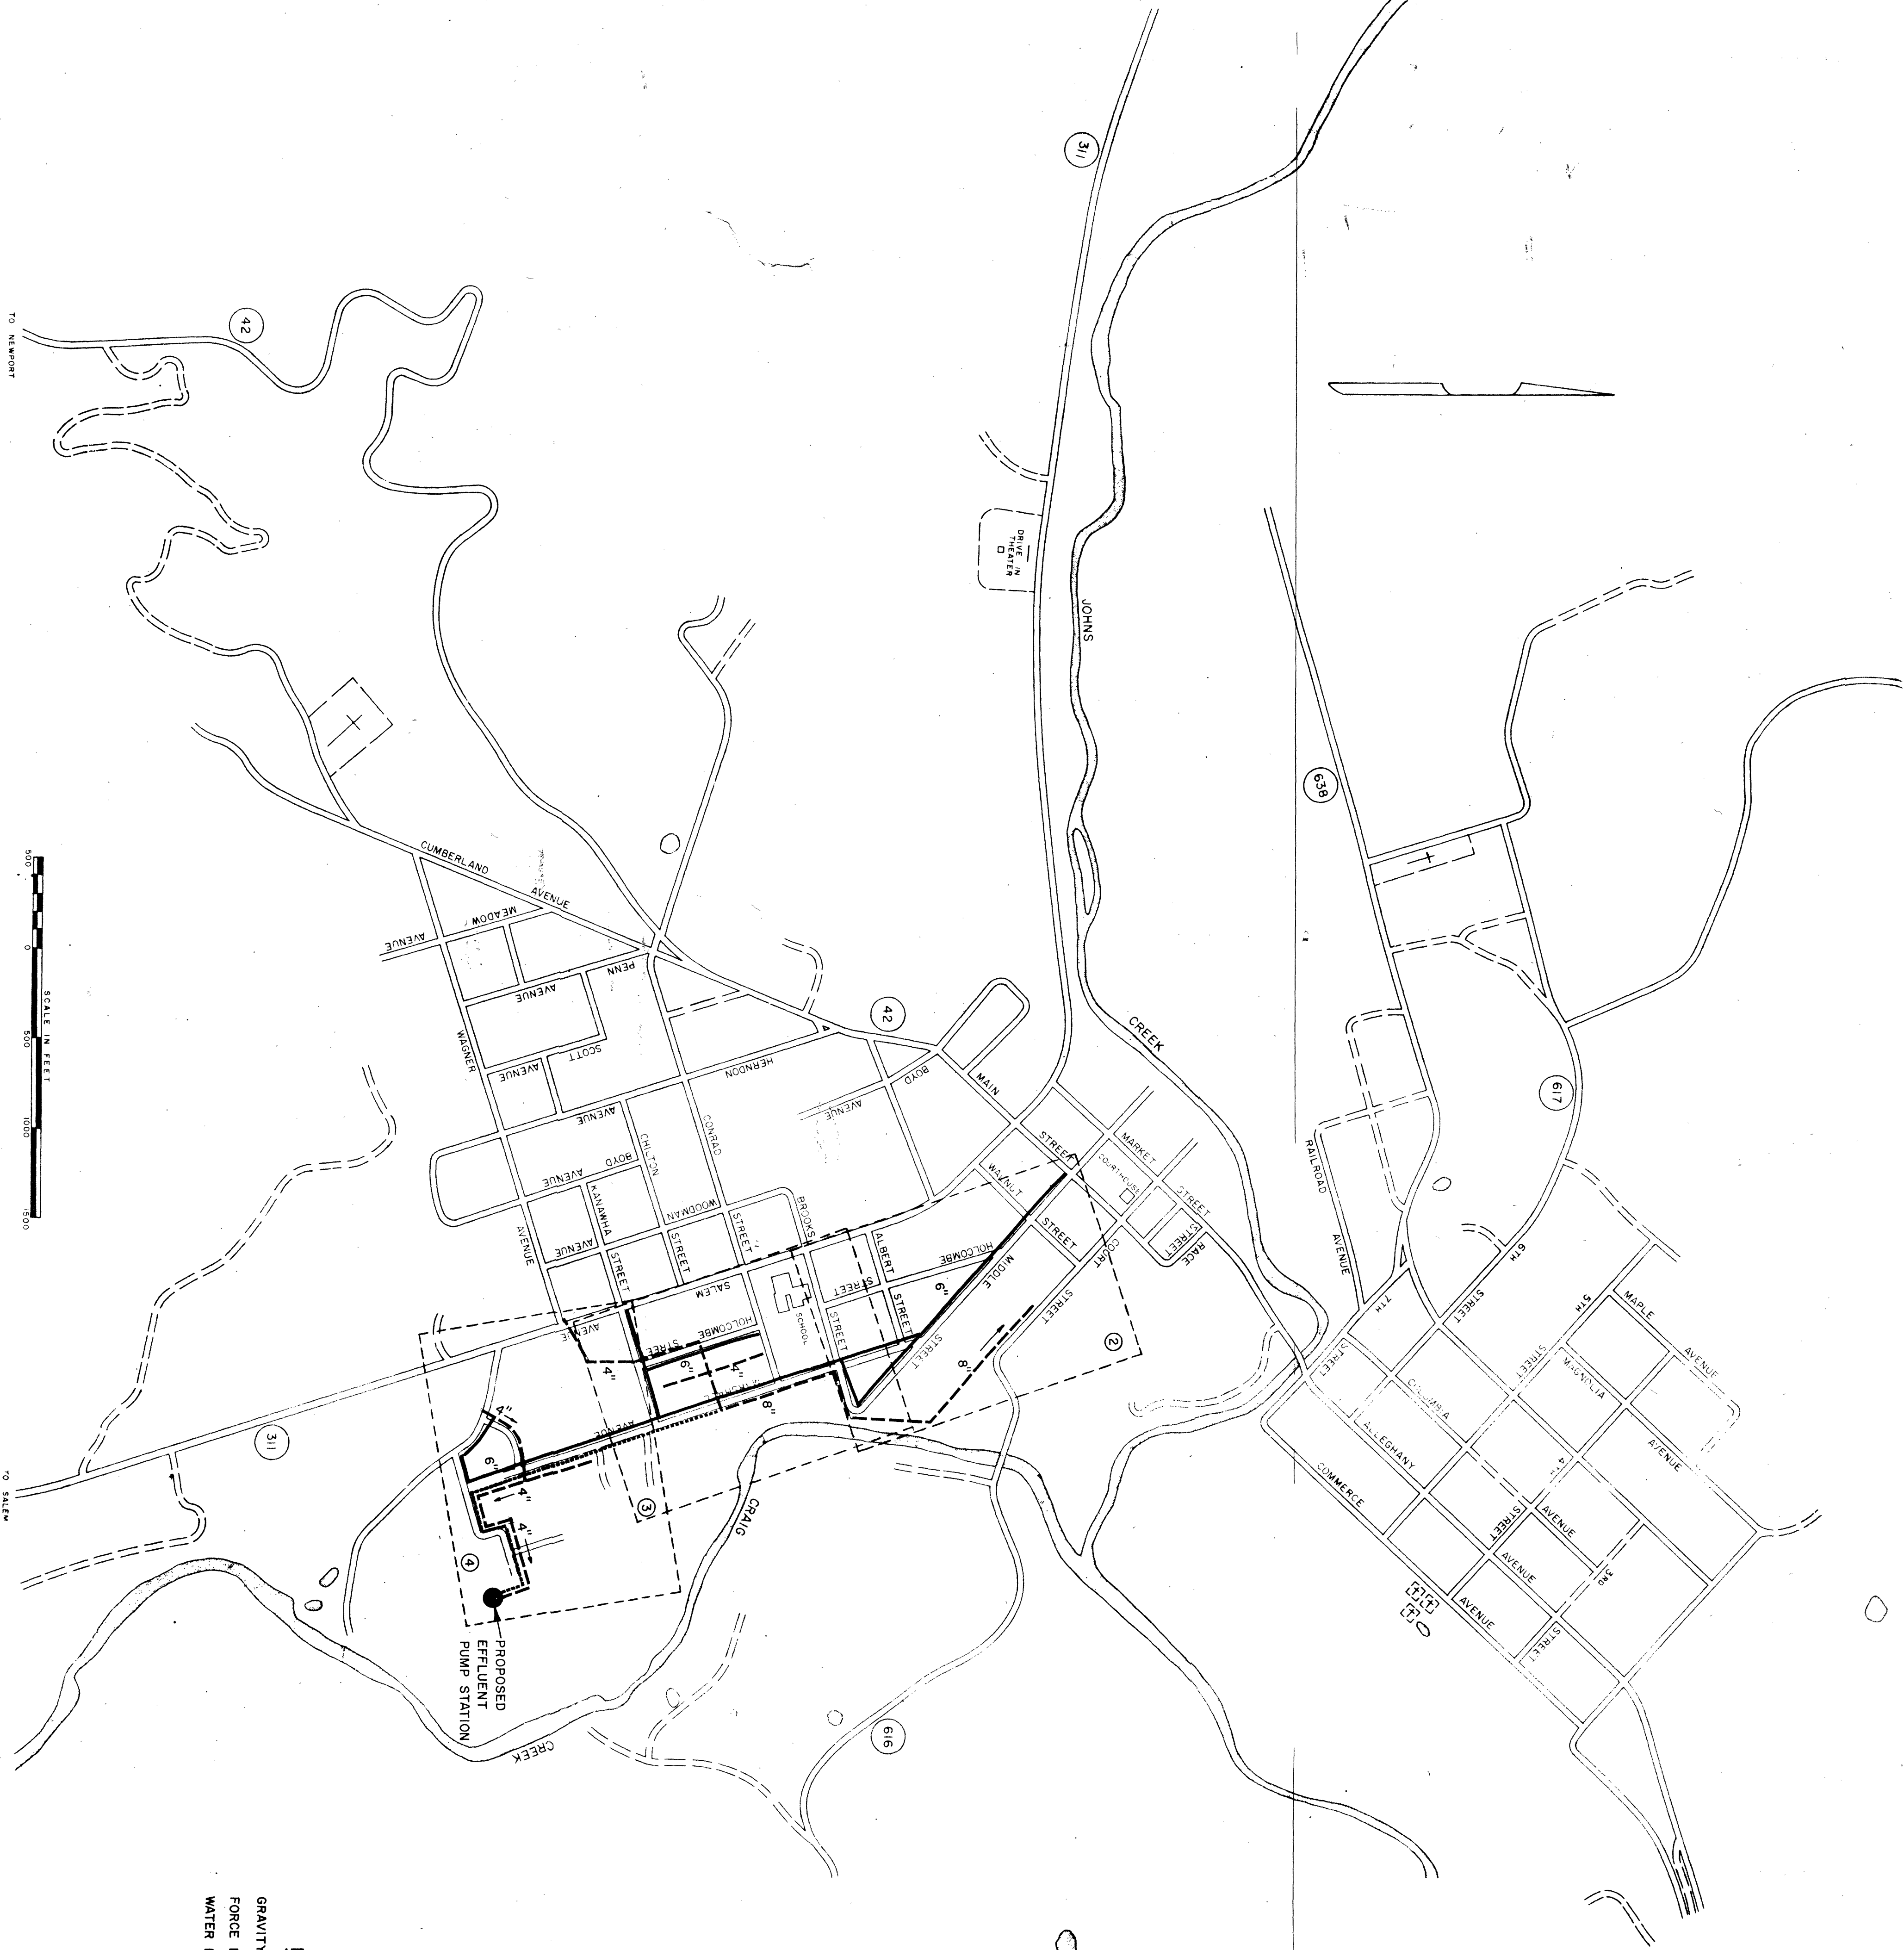 311
42
TO NEWPORT
DRIVE IN
THEATER
JOHNS
CREEK
638
617
CUMBERLAND
AVENUE
MEADOW
AVENUE
PENN
AVENUE
SCOTT
AVENUE
WAGNER
AVENUE
HERNDON
AVENUE
42
BOYD
AVENUE
MAIN
STREET
CONRAD
STREET
CHILTON
STREET
BOYD
AVENUE
KANAWHA
STREET
WOODMAN
AVENUE
BROOKS
STREET
ALBERT
STREET
WALNUT
STREET
MARKET
STREET
COURTHOUSE
RACE
STREET
COURT
STREET
MIDDLE
STREET
HOLCOMBE
STREET
SALEM
AVENUE
HOLCOMBE
STREET
SCHOOL
MARSHALL
AVENUE
RAILROAD
AVENUE
7TH
STREET
6TH
STREET
5TH
STREET
4TH
STREET
3RD
STREET
MAPLE
AVENUE
MAGNOLIA
AVENUE
COLUMBIA
AVENUE
ALLEGHANY
AVENUE
COMMERCE
AVENUE
6"
8"
2
6"
4"
4"
8"
3
4"
6"
4"
4"
4
PROPOSED
EFFLUENT
PUMP STATION
CRAIG
CREEK
616
311
TO SALEM
500 0 500 1000 1500
SCALE IN FEET
GRAVITY
FORCE
WATER